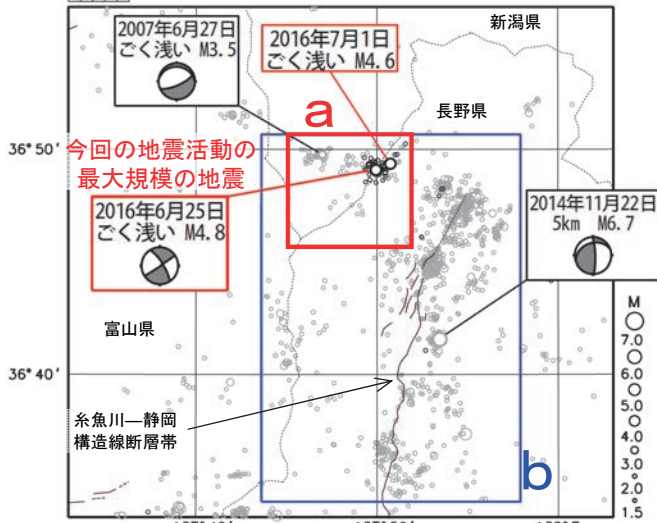 新潟県
2007年6月27日
ごく浅い M3.5
2016年7月1日
ごく浅い M4.6
a
長野県
36°50′
今回の地震活動の
最大規模の地震
2016年6月25日
ごく浅い M4.8
2014年11月22日
5km M6.7
富山県
M
7.0
6.0
5.0
4.0
3.0
2.0
1.5
36°40′
糸魚川―静岡
構造線断層帯
b